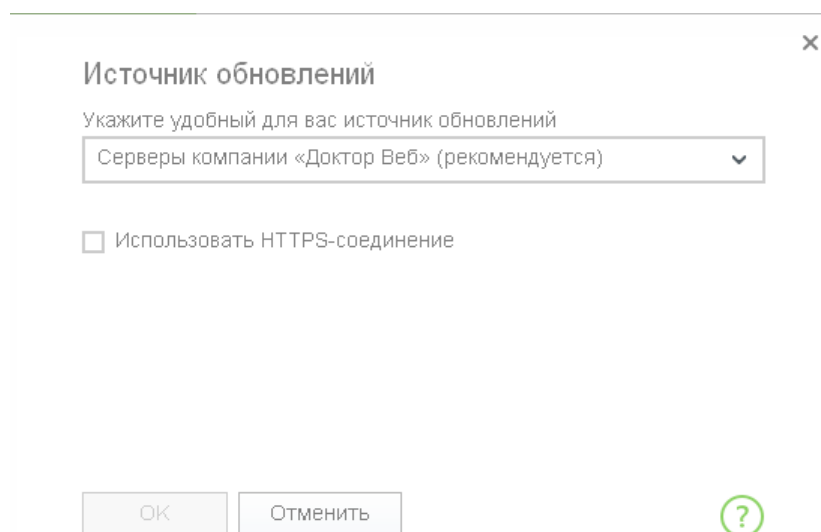 Источник обновлений
Укажите удобный для вас источник обновлений
Серверы компании «Доктор Веб» (рекомендуется)
Использовать HTTPS-соединение
OK
Отменить
?